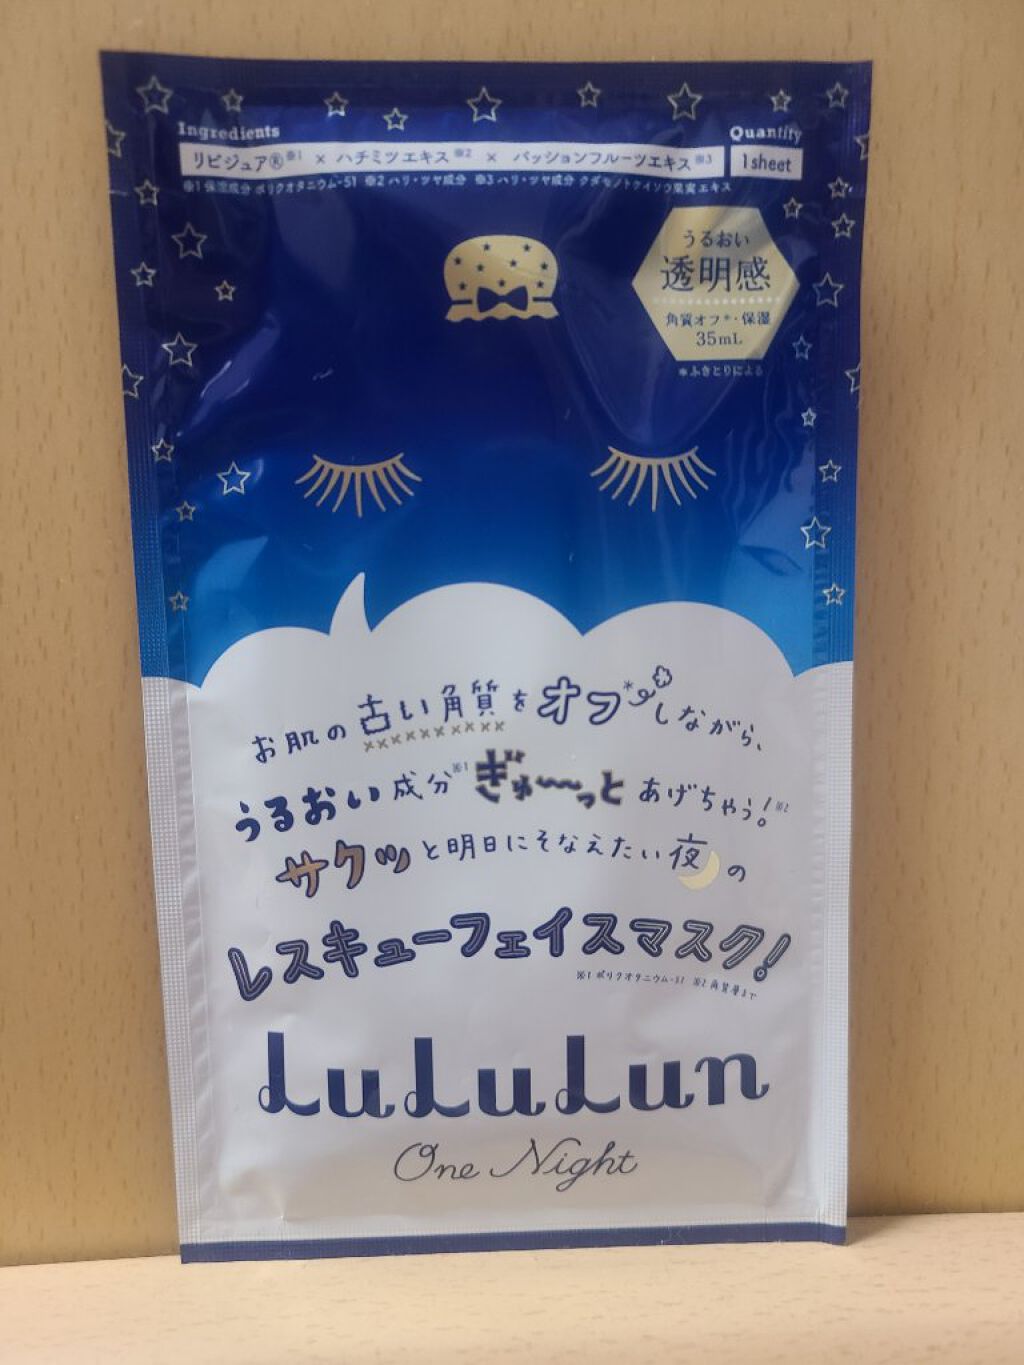 Ingredients
リピジュア®※1 × ハチミツエキス※2 × パッションフルーツエキス※3
Quantity
1sheet
※1 保湿成分 ポリクオタニウム-51 ※2 ハリ・ツヤ成分 ※3 ハリ・ツヤ成分 クダモノトケイソウ果実エキス
うるおい
透明感
角質オフ*・保湿
35mL
*ふきとりによる
お肌の古い角質をオフ*しながら、
うるおい成分※1ぎゅ〜〜っとあげちゃう!※2
サクッと明日にそなえたい夜の
レスキューフェイスマスク!
※1 ポリクオタニウム-51 ※2 角質層まで
LuLuLun
One Night